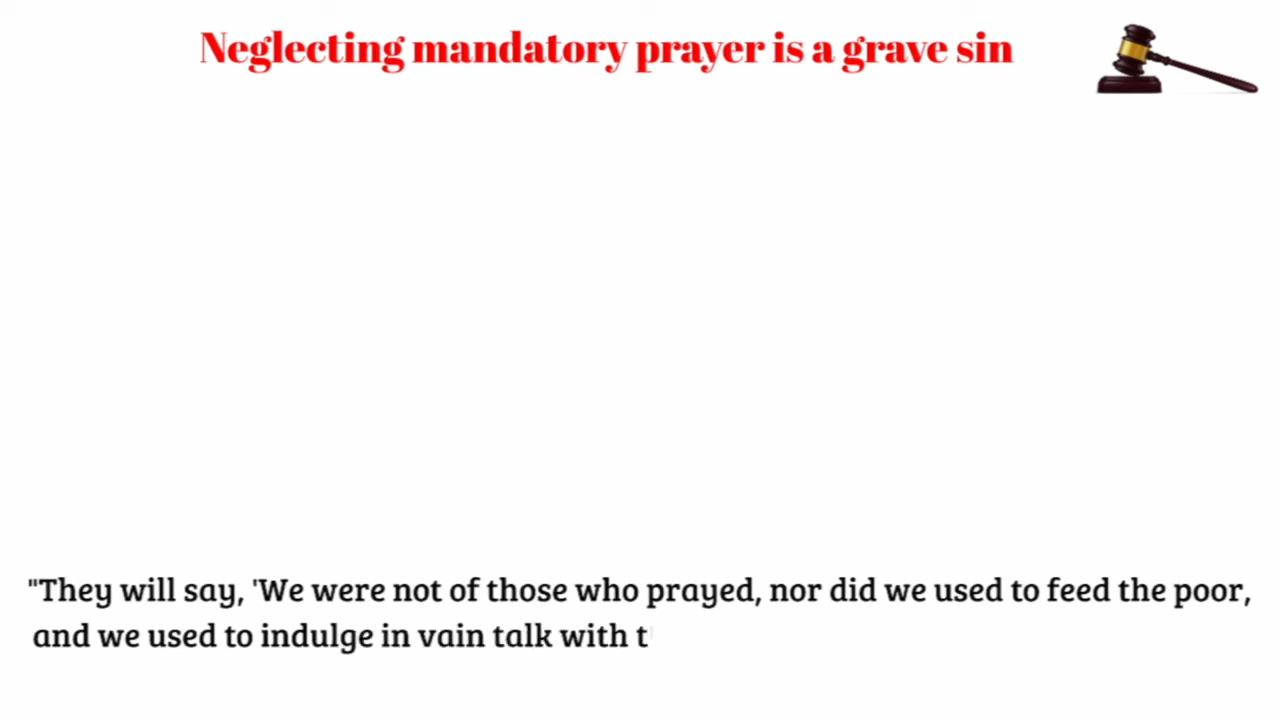 Neglecting mandatory prayer is a grave sin
"They will say, 'We were not of those who prayed, nor did we used to feed the poor,
and we used to indulge in vain talk with t